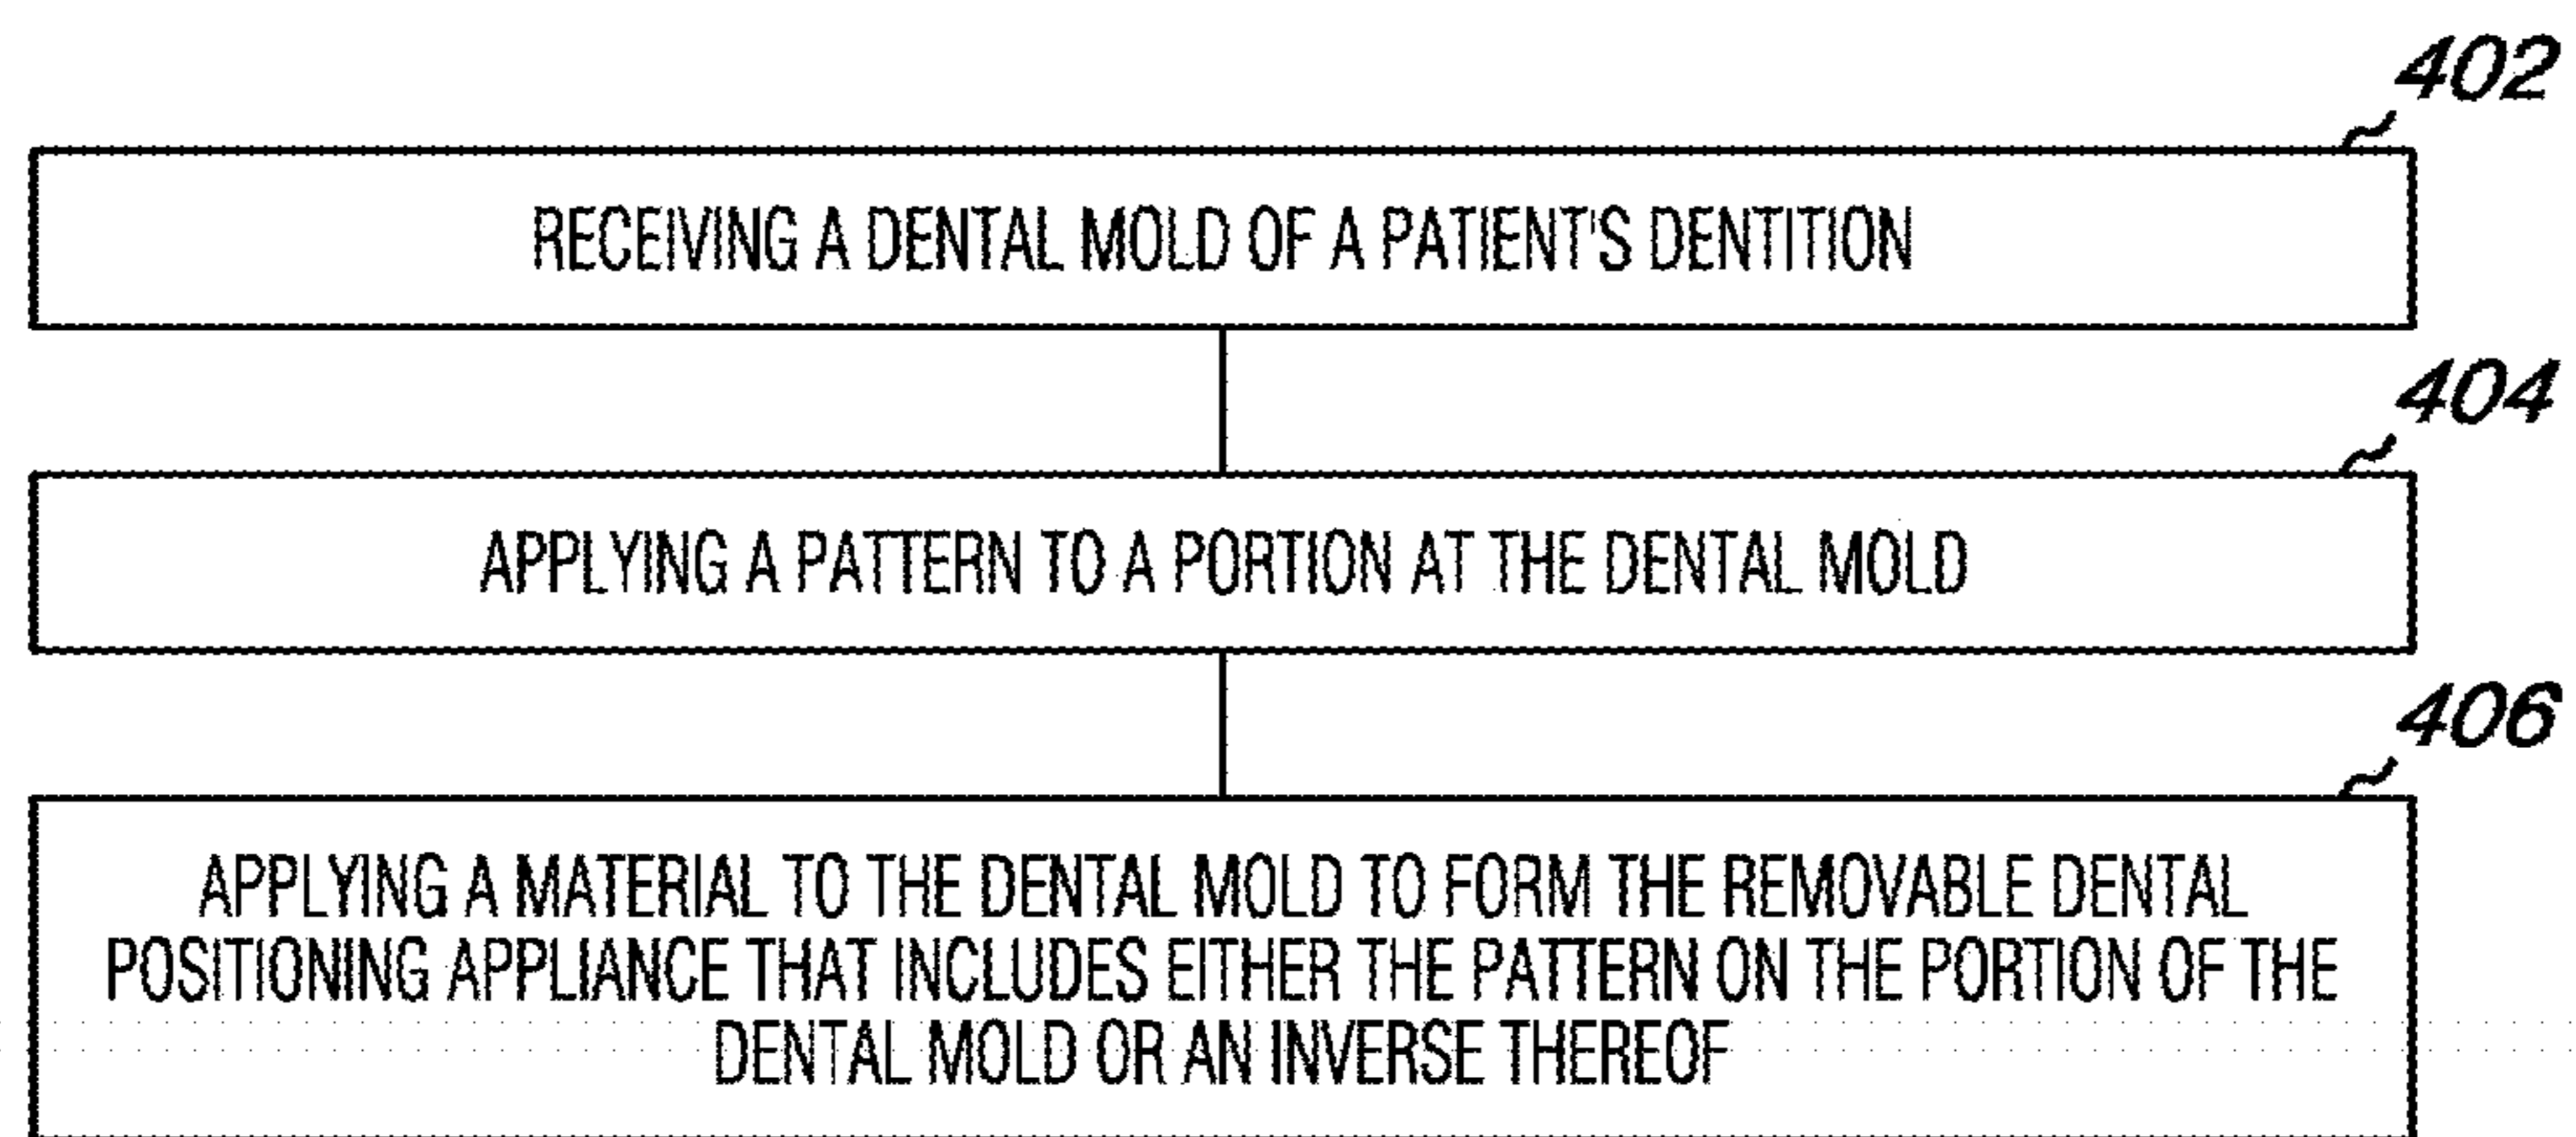 402
RECEIVING A DENTAL MOLD OF A PATIENT'S DENTITION
404
APPLYING A PATTERN TO A PORTION AT THE DENTAL MOLD
406
APPLYING A MATERIAL TO THE DENTAL MOLD TO FORM THE REMOVABLE DENTAL
POSITIONING APPLIANCE THAT INCLUDES EITHER THE PATTERN ON THE PORTION OF THE
DENTAL MOLD OR AN INVERSE THEREOF